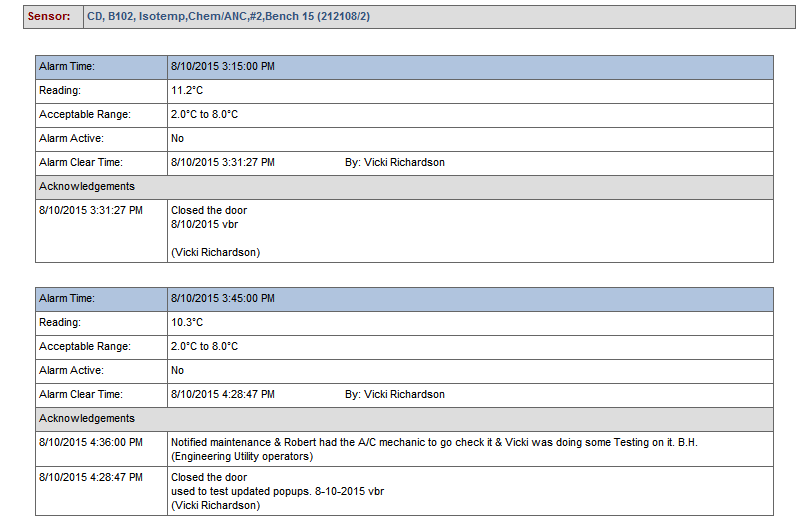 Sensor: CD, B102, Isotemp,Chem/ANC,#2,Bench 15 (212108/2)
Alarm Time: 8/10/2015 3:15:00 PM
Reading: 11.2°C
Acceptable Range: 2.0°C to 8.0°C
Alarm Active: No
Alarm Clear Time: 8/10/2015 3:31:27 PM By: Vicki Richardson
Acknowledgements
8/10/2015 3:31:27 PM Closed the door
8/10/2015 vbr
(Vicki Richardson)
Alarm Time: 8/10/2015 3:45:00 PM
Reading: 10.3°C
Acceptable Range: 2.0°C to 8.0°C
Alarm Active: No
Alarm Clear Time: 8/10/2015 4:28:47 PM By: Vicki Richardson
Acknowledgements
8/10/2015 4:36:00 PM Notified maintenance & Robert had the A/C mechanic to go check it & Vicki was doing some Testing on it. B.H.
(Engineering Utility operators)
8/10/2015 4:28:47 PM Closed the door
used to test updated popups. 8-10-2015 vbr
(Vicki Richardson)